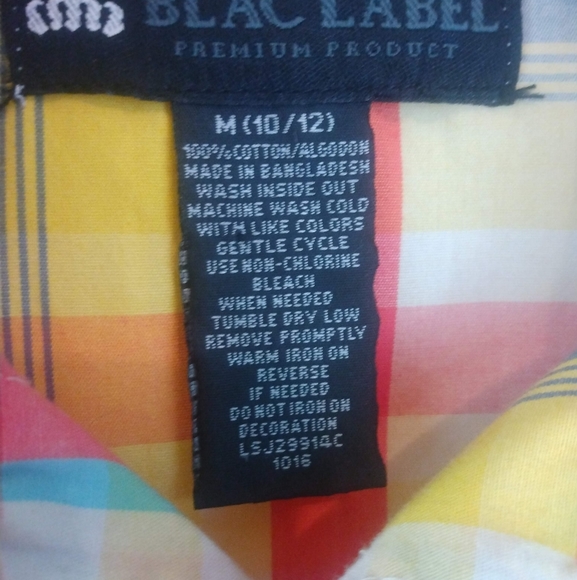 BLAC LABEL
PREMIUM PRODUCT
M (10/12)
100% COTTON/ALGODON
MADE IN BANGLADESH
WASH INSIDE OUT
MACHINE WASH COLD
WITH LIKE COLORS
GENTLE CYCLE
USE NON-CHLORINE
BLEACH
WHEN NEEDED
TUMBLE DRY LOW
REMOVE PROMPTLY
WARM IRON ON
REVERSE
IF NEEDED
DO NOT IRON ON
DECORATION
LSJ29914C
1016